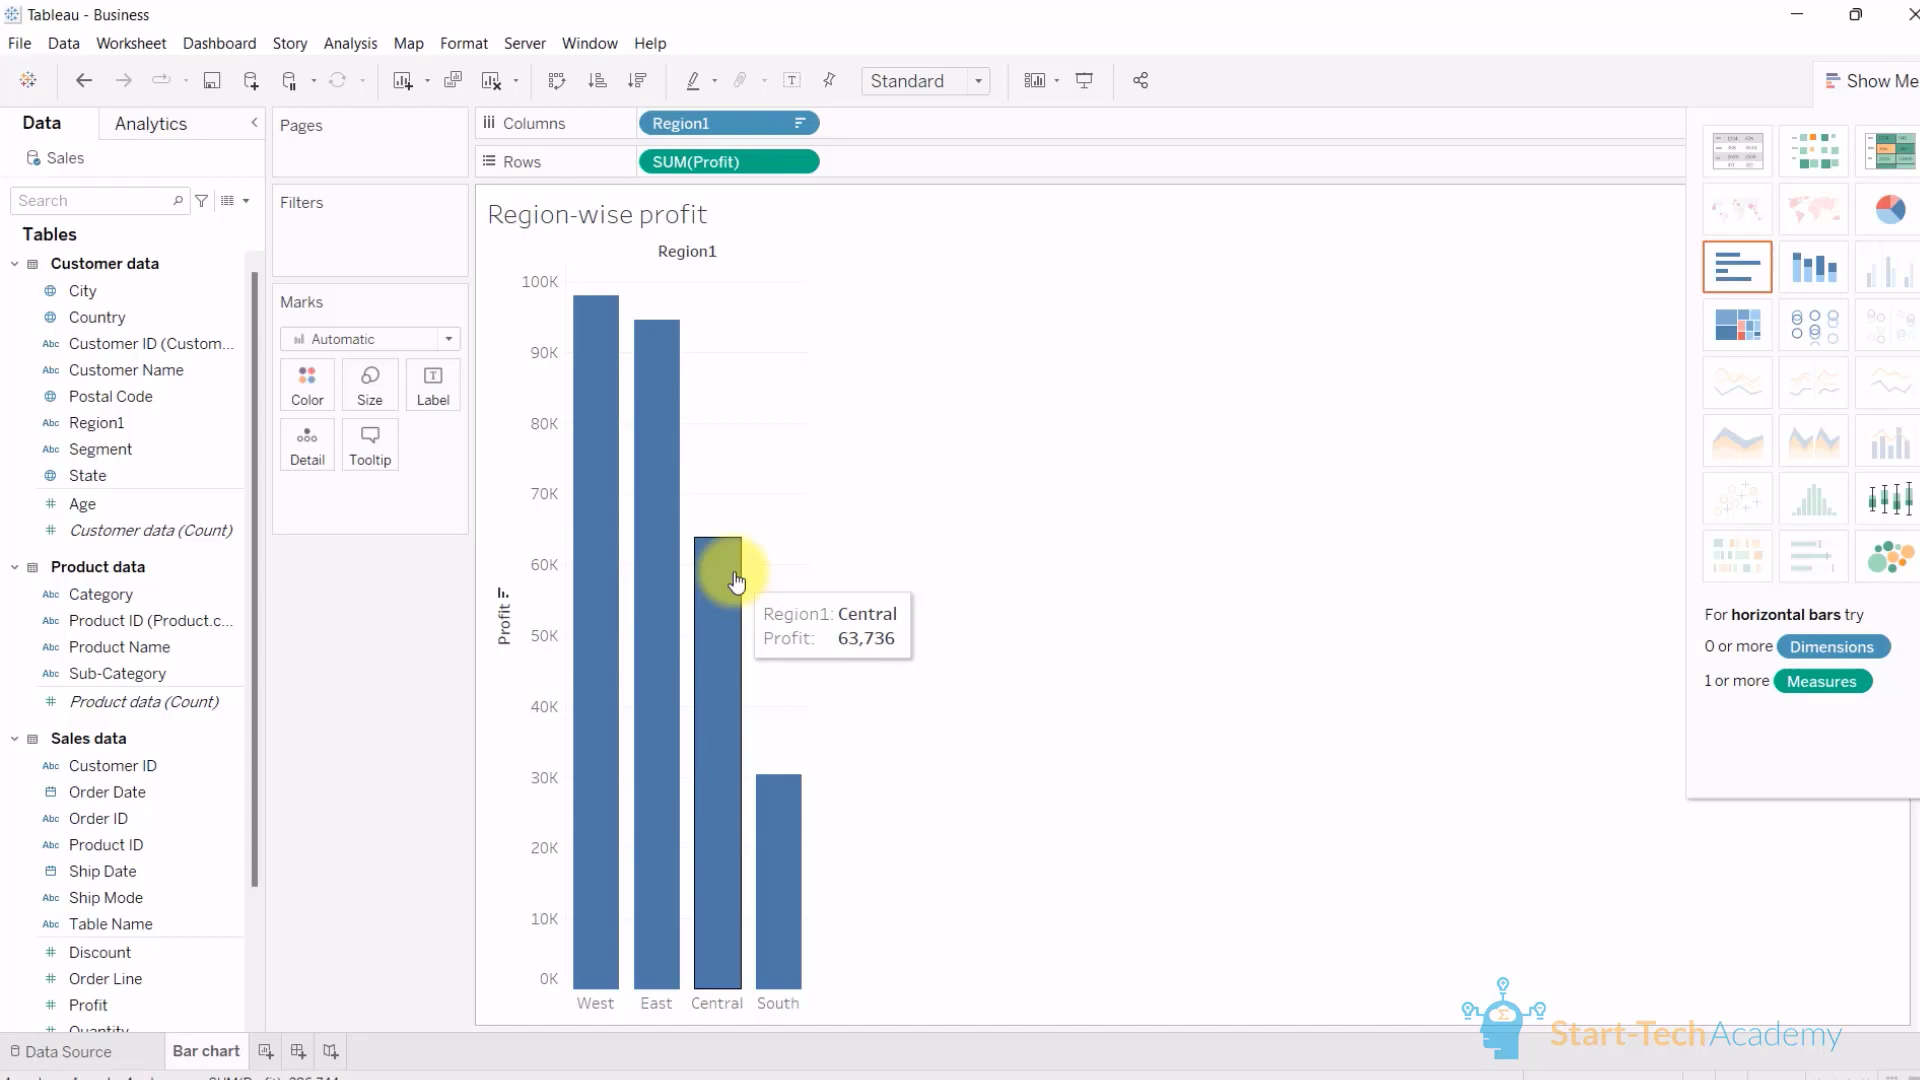 Tableau - Business
File Data Worksheet Dashboard Story Analysis Map Format Server Window Help
Standard
Show Me
Data Analytics
Sales
Search
Tables
Customer data
City
Country
Customer ID (Custom...
Customer Name
Postal Code
Region1
Segment
State
Age
Customer data (Count)
Product data
Category
Product ID (Product.c...
Product Name
Sub-Category
Product data (Count)
Sales data
Customer ID
Order Date
Order ID
Product ID
Ship Date
Ship Mode
Table Name
Discount
Order Line
Profit
Quantity
Pages
Filters
Marks
Automatic
Color Size Label
Detail Tooltip
Columns Region1
Rows SUM(Profit)
Region-wise profit
Region1
100K
90K
80K
70K
60K
50K
40K
30K
20K
10K
0K
Profit
West East Central South
Region1: Central
Profit: 63,736
For horizontal bars try
0 or more Dimensions
1 or more Measures
Start-Tech Academy
Data Source Bar chart